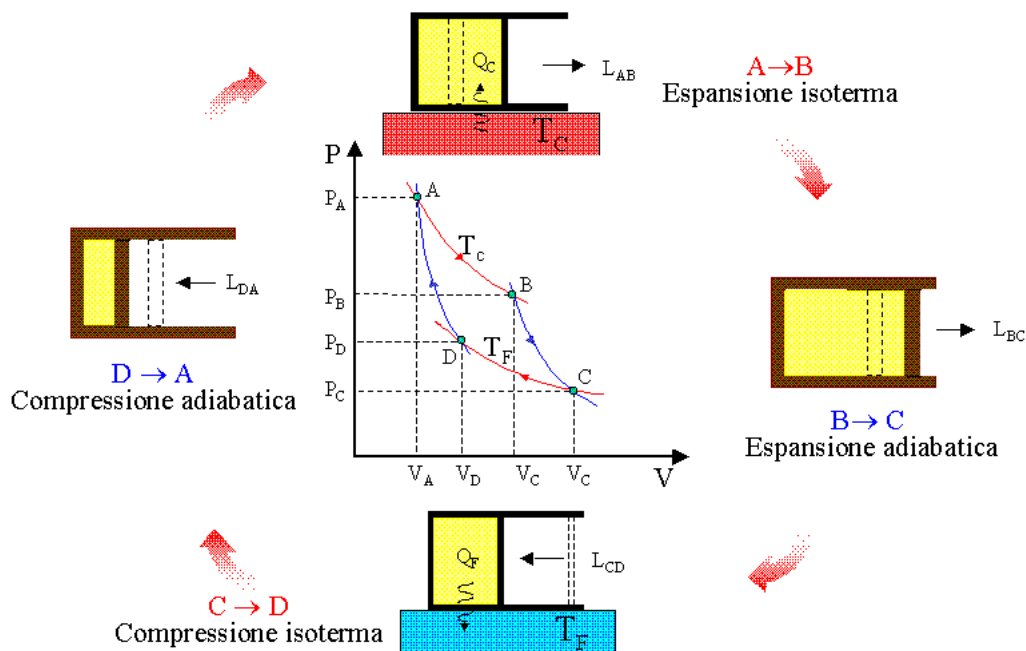 Q_C
L_AB
A→B
Espansione isoterma
T_C
P
P_A
A
T_C
P_B
B
P_D
D
T_F
P_C
C
V_A V_D V_C V_C V
L_DA
D → A
Compressione adiabatica
L_BC
B → C
Espansione adiabatica
Q_F
L_CD
T_F
C → D
Compressione isoterma